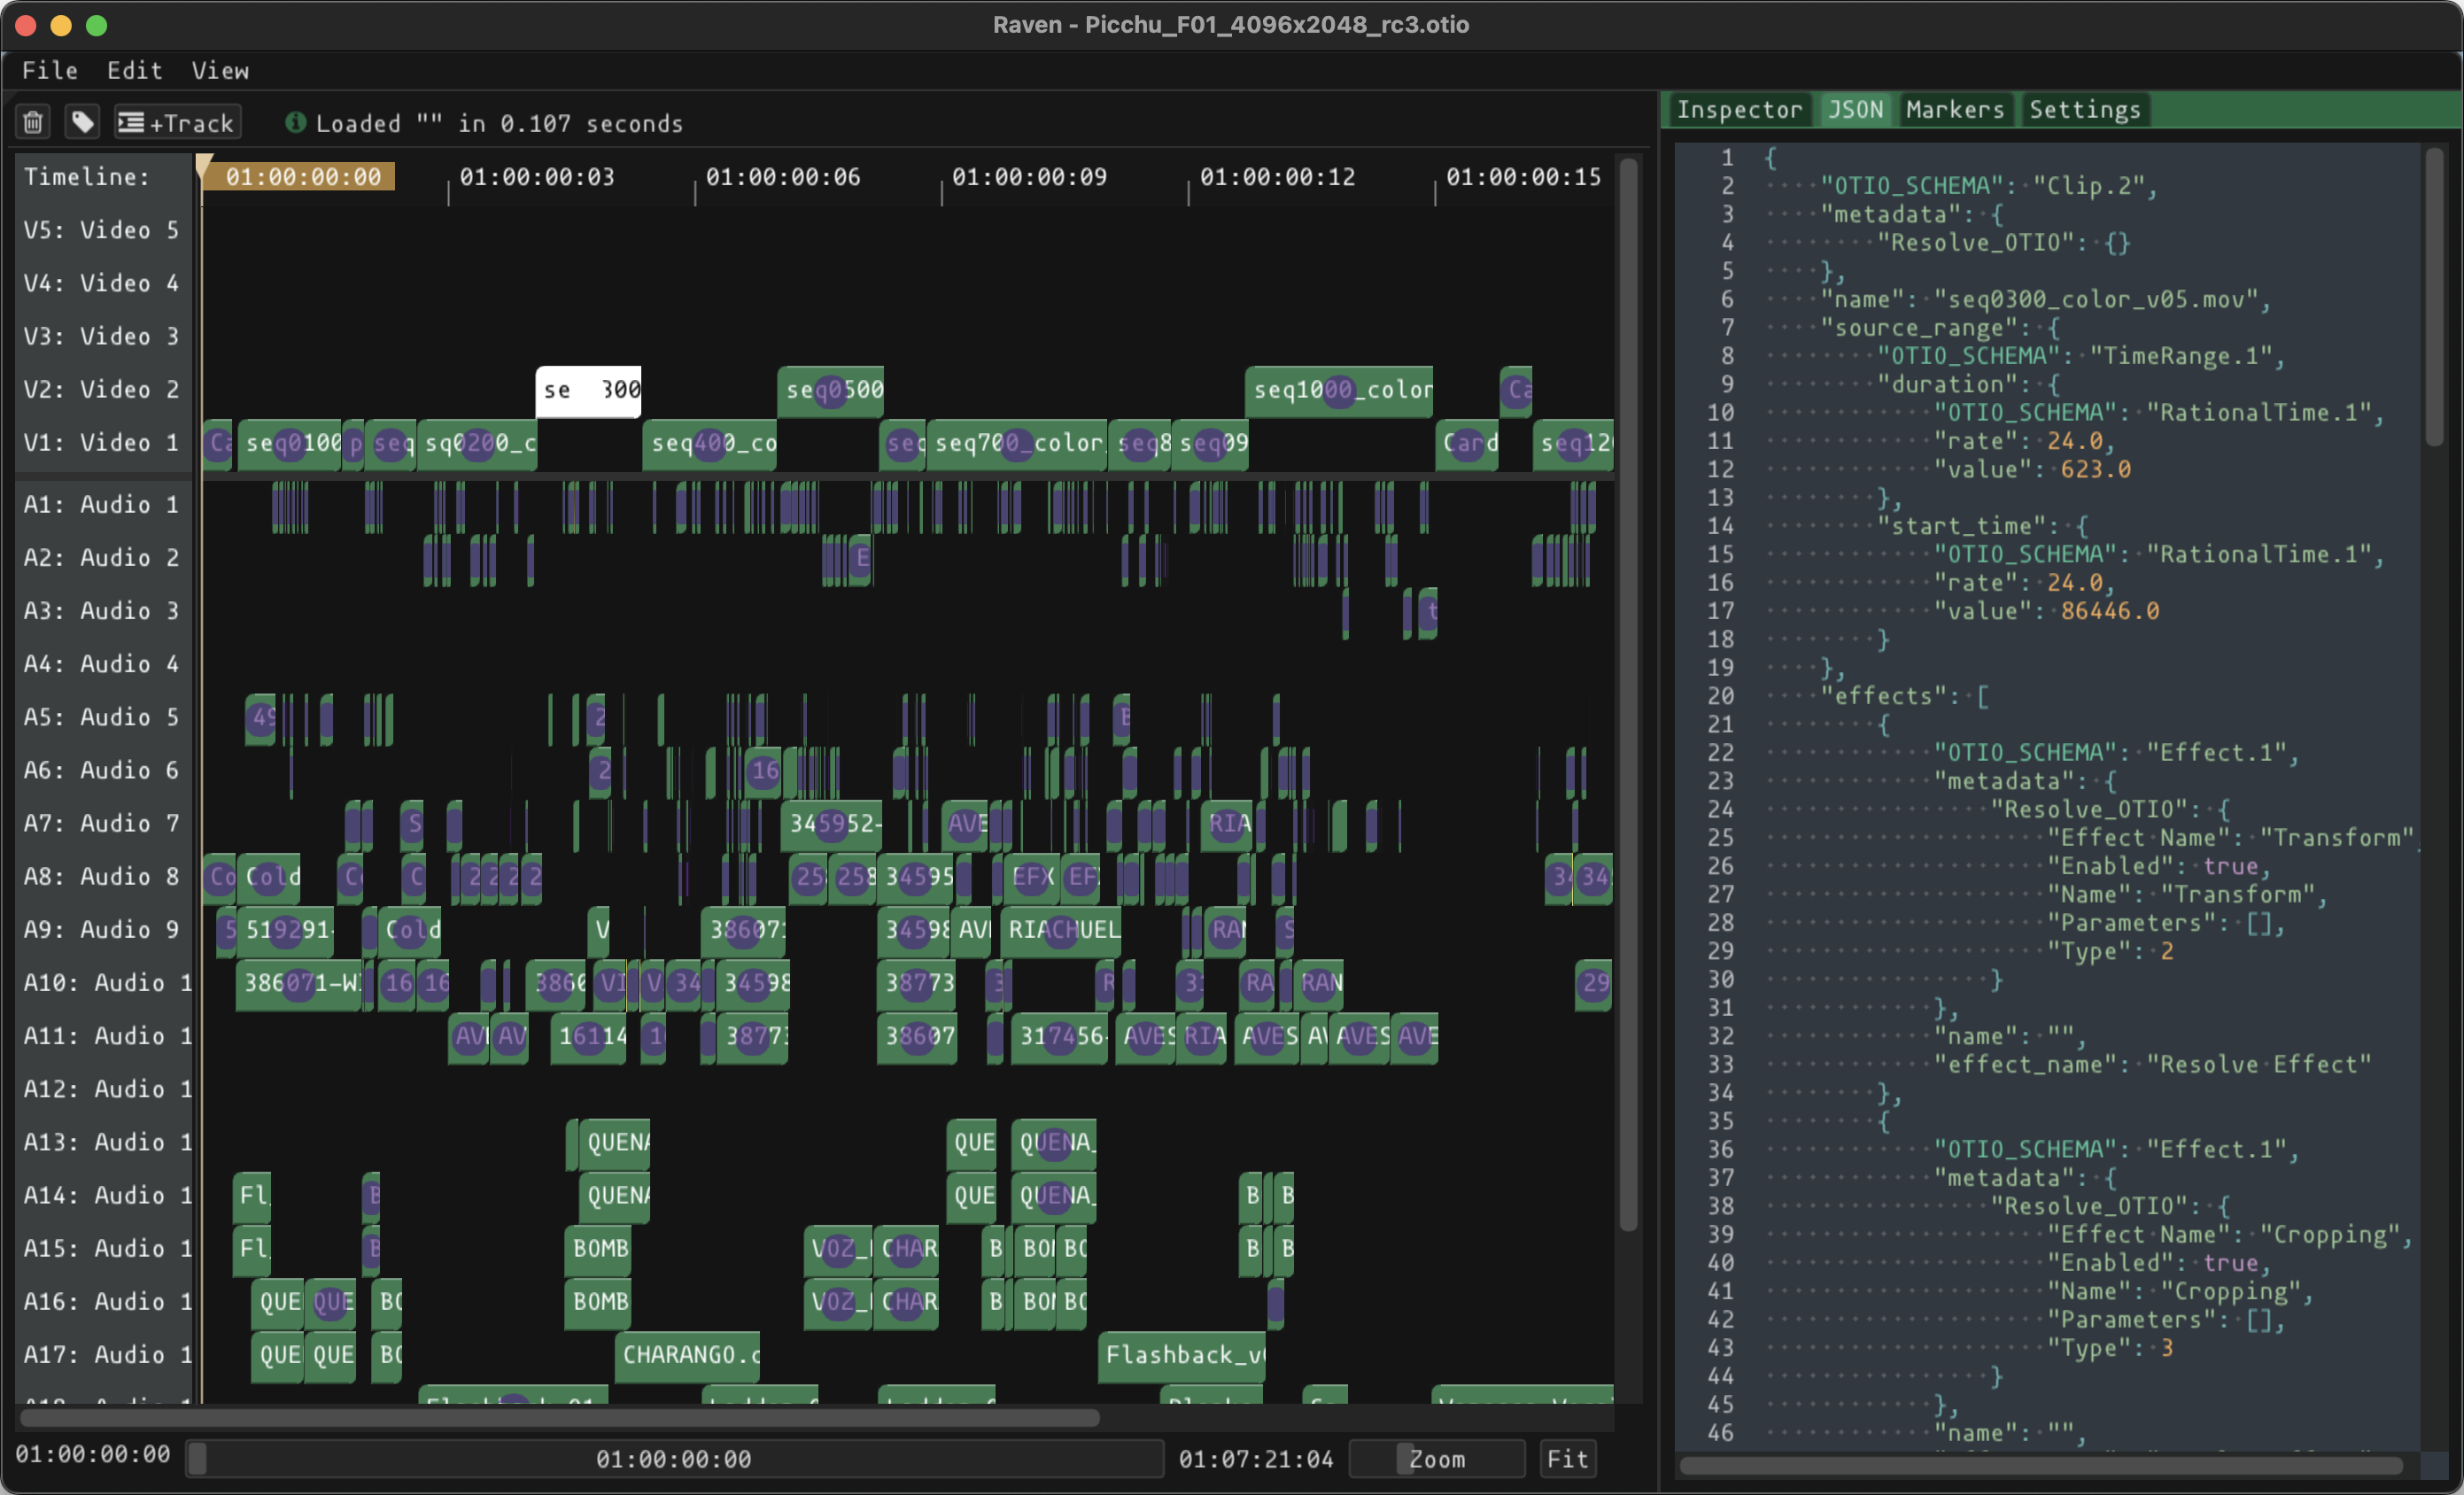 Raven - Picchu_F01_4096x2048_rc3.otio
File Edit View
+Track Loaded "" in 0.107 seconds
Inspector JSON Markers Settings
Timeline: 01:00:00:00 01:00:00:03 01:00:00:06 01:00:00:09 01:00:00:12 01:00:00:15
V5: Video 5
V4: Video 4
V3: Video 3
V2: Video 2 se 300 seq0500 seq1000_color Ca
V1: Video 1 Ca seq0100 p seq sq0200_c seq400_co seq seq700_color seq8 seq09 Card seq120
A1: Audio 1
A2: Audio 2 E
A3: Audio 3 t
A4: Audio 4
A5: Audio 5 49 2 E
A6: Audio 6 2 16
A7: Audio 7 S 345952- AVE RIA
A8: Audio 8 Co Cold C C 2 2 2 2 25 258 34595 EFX EF 34 34
A9: Audio 9 5 519291- Cold V 386071 34598 AV RIACHUEL RAN S
A10: Audio 1 386071-W 16 16 3860 VI V 34 34598 38773 3 R 31 RA RAN 29
A11: Audio 1 AV AV 16114 1 38773 38607 317456- AVES RIA AVES AV AVES AVE
A12: Audio 1
A13: Audio 1 QUENA QUE QUENA_
A14: Audio 1 Fl B QUENA QUE QUENA_ B B
A15: Audio 1 Fl B BOMB VOZ_ CHAR B BO BO B B
A16: Audio 1 QUE QUE BO BOMB VOZ_ CHAR B BO BO
A17: Audio 1 QUE QUE BO CHARANGO.c Flashback_v
01:00:00:00 01:00:00:00 01:07:21:04 Zoom Fit
1 {
2 "OTIO_SCHEMA": "Clip.2",
3 "metadata": {
4 "Resolve_OTIO": {}
5 },
6 "name": "seq0300_color_v05.mov",
7 "source_range": {
8 "OTIO_SCHEMA": "TimeRange.1",
9 "duration": {
10 "OTIO_SCHEMA": "RationalTime.1",
11 "rate": 24.0,
12 "value": 623.0
13 },
14 "start_time": {
15 "OTIO_SCHEMA": "RationalTime.1",
16 "rate": 24.0,
17 "value": 86446.0
18 }
19 },
20 "effects": [
21 {
22 "OTIO_SCHEMA": "Effect.1",
23 "metadata": {
24 "Resolve_OTIO": {
25 "Effect Name": "Transform"
26 "Enabled": true,
27 "Name": "Transform",
28 "Parameters": [],
29 "Type": 2
30 }
31 },
32 "name": "",
33 "effect_name": "Resolve Effect"
34 },
35 {
36 "OTIO_SCHEMA": "Effect.1",
37 "metadata": {
38 "Resolve_OTIO": {
39 "Effect Name": "Cropping",
40 "Enabled": true,
41 "Name": "Cropping",
42 "Parameters": [],
43 "Type": 3
44 }
45 },
46 "name": "",